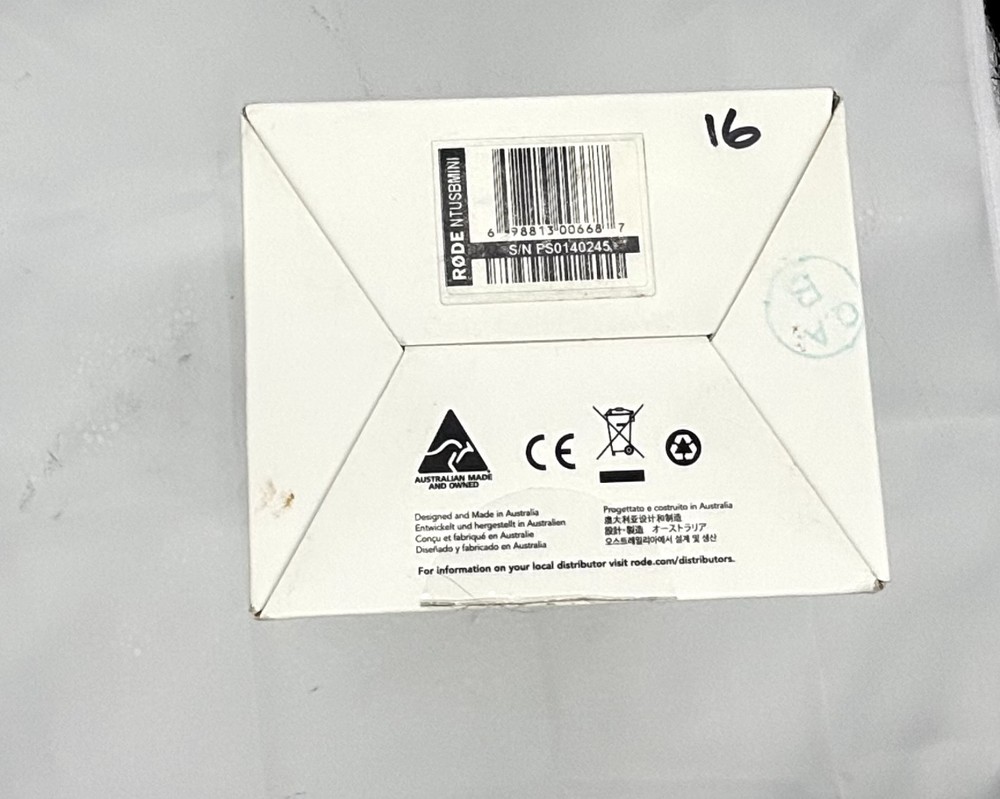 16
RØDE NTUSBMINI
6 98813 00668 7
S/N PS0140245
QA
AUSTRALIAN MADE
AND OWNED
CE
Designed and Made in Australia
Entwickelt und hergestellt in Australien
Conçu et fabriqué en Australie
Diseñado y fabricado en Australia
Progettato e costruito in Australia
澳大利亚设计和制造
設計・製造 オーストラリア
오스트레일리아에서 설계 및 생산
For information on your local distributor visit rode.com/distributors.